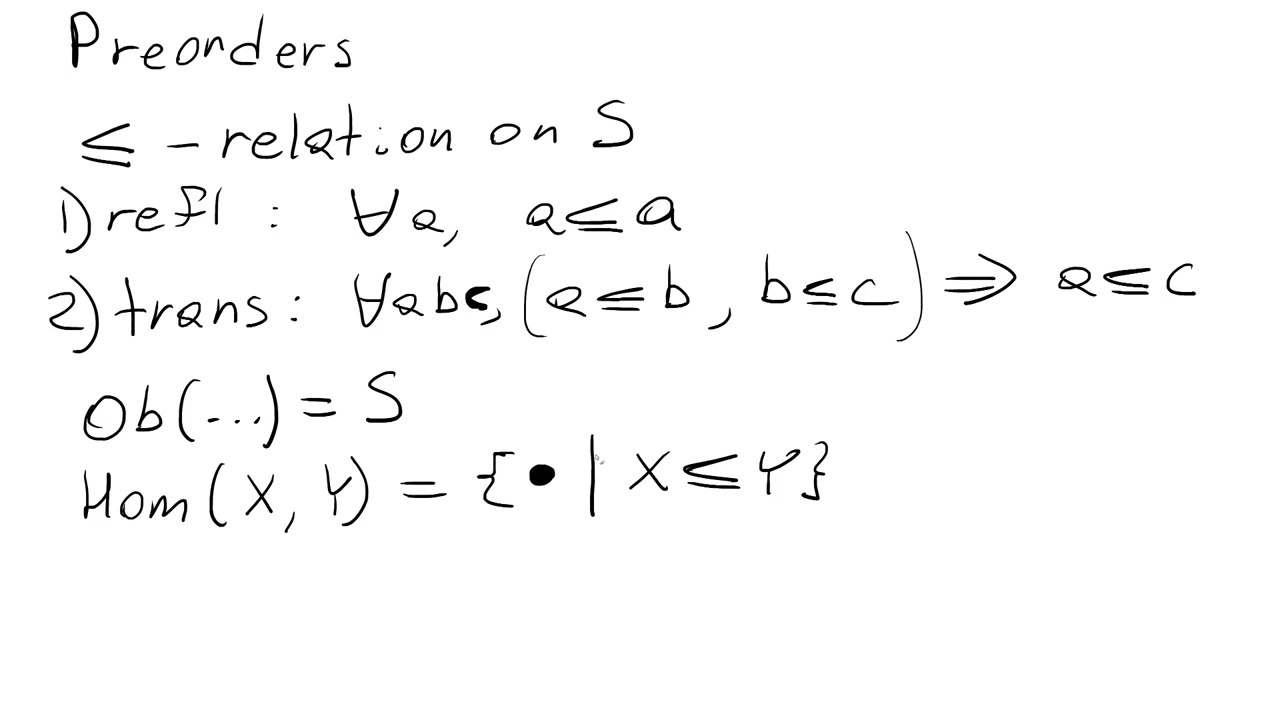 Preorders
≤ - relation on S
1) refl : ∀a, a ≤ a
2) trans : ∀abc, (a ≤ b, b ≤ c) ⇒ a ≤ c
Ob(...) = S
Hom(X, Y) = {• | X ≤ Y}